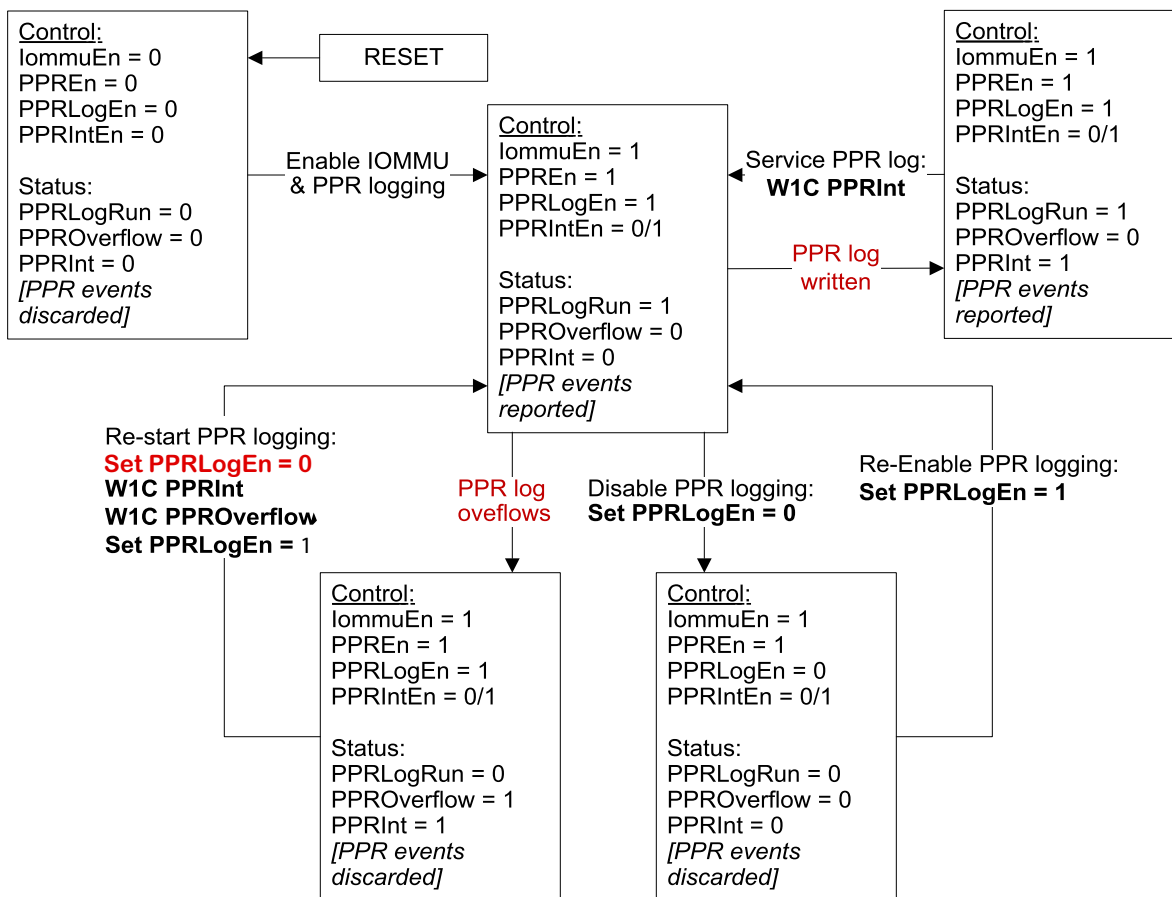 Control:
IommuEn = 0
PPREn = 0
PPRLogEn = 0
PPRIntEn = 0
Status:
PPRLogRun = 0
PPROverflow = 0
PPRInt = 0
[PPR events
discarded]
RESET
Enable IOMMU
& PPR logging
Control:
IommuEn = 1
PPREn = 1
PPRLogEn = 1
PPRIntEn = 0/1
Status:
PPRLogRun = 1
PPROverflow = 0
PPRInt = 0
[PPR events
reported]
Service PPR log:
W1C PPRInt
PPR log
written
Control:
IommuEn = 1
PPREn = 1
PPRLogEn = 1
PPRIntEn = 0/1
Status:
PPRLogRun = 1
PPROverflow = 0
PPRInt = 1
[PPR events
reported]
Re-start PPR logging:
Set PPRLogEn = 0
W1C PPRInt
W1C PPROverflow
Set PPRLogEn = 1
PPR log
oveflows
Disable PPR logging:
Set PPRLogEn = 0
Re-Enable PPR logging:
Set PPRLogEn = 1
Control:
IommuEn = 1
PPREn = 1
PPRLogEn = 1
PPRIntEn = 0/1
Status:
PPRLogRun = 0
PPROverflow = 1
PPRInt = 1
[PPR events
discarded]
Control:
IommuEn = 1
PPREn = 1
PPRLogEn = 0
PPRIntEn = 0/1
Status:
PPRLogRun = 0
PPROverflow = 0
PPRInt = 0
[PPR events
discarded]